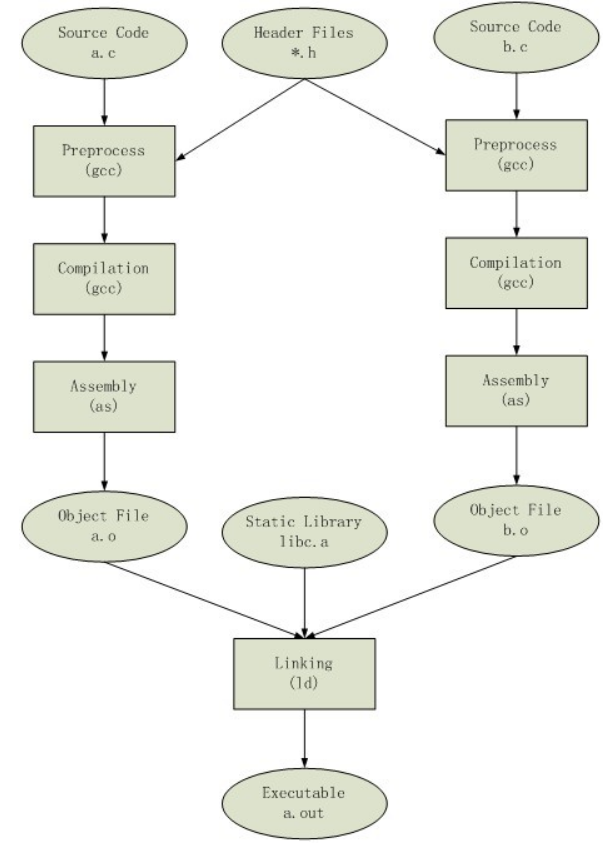 Source Code
a.c
Header Files
*.h
Source Code
b.c
Preprocess
(gcc)
Preprocess
(gcc)
Compilation
(gcc)
Compilation
(gcc)
Assembly
(as)
Assembly
(as)
Object File
a.o
Static Library
libc.a
Object File
b.o
Linking
(ld)
Executable
a.out